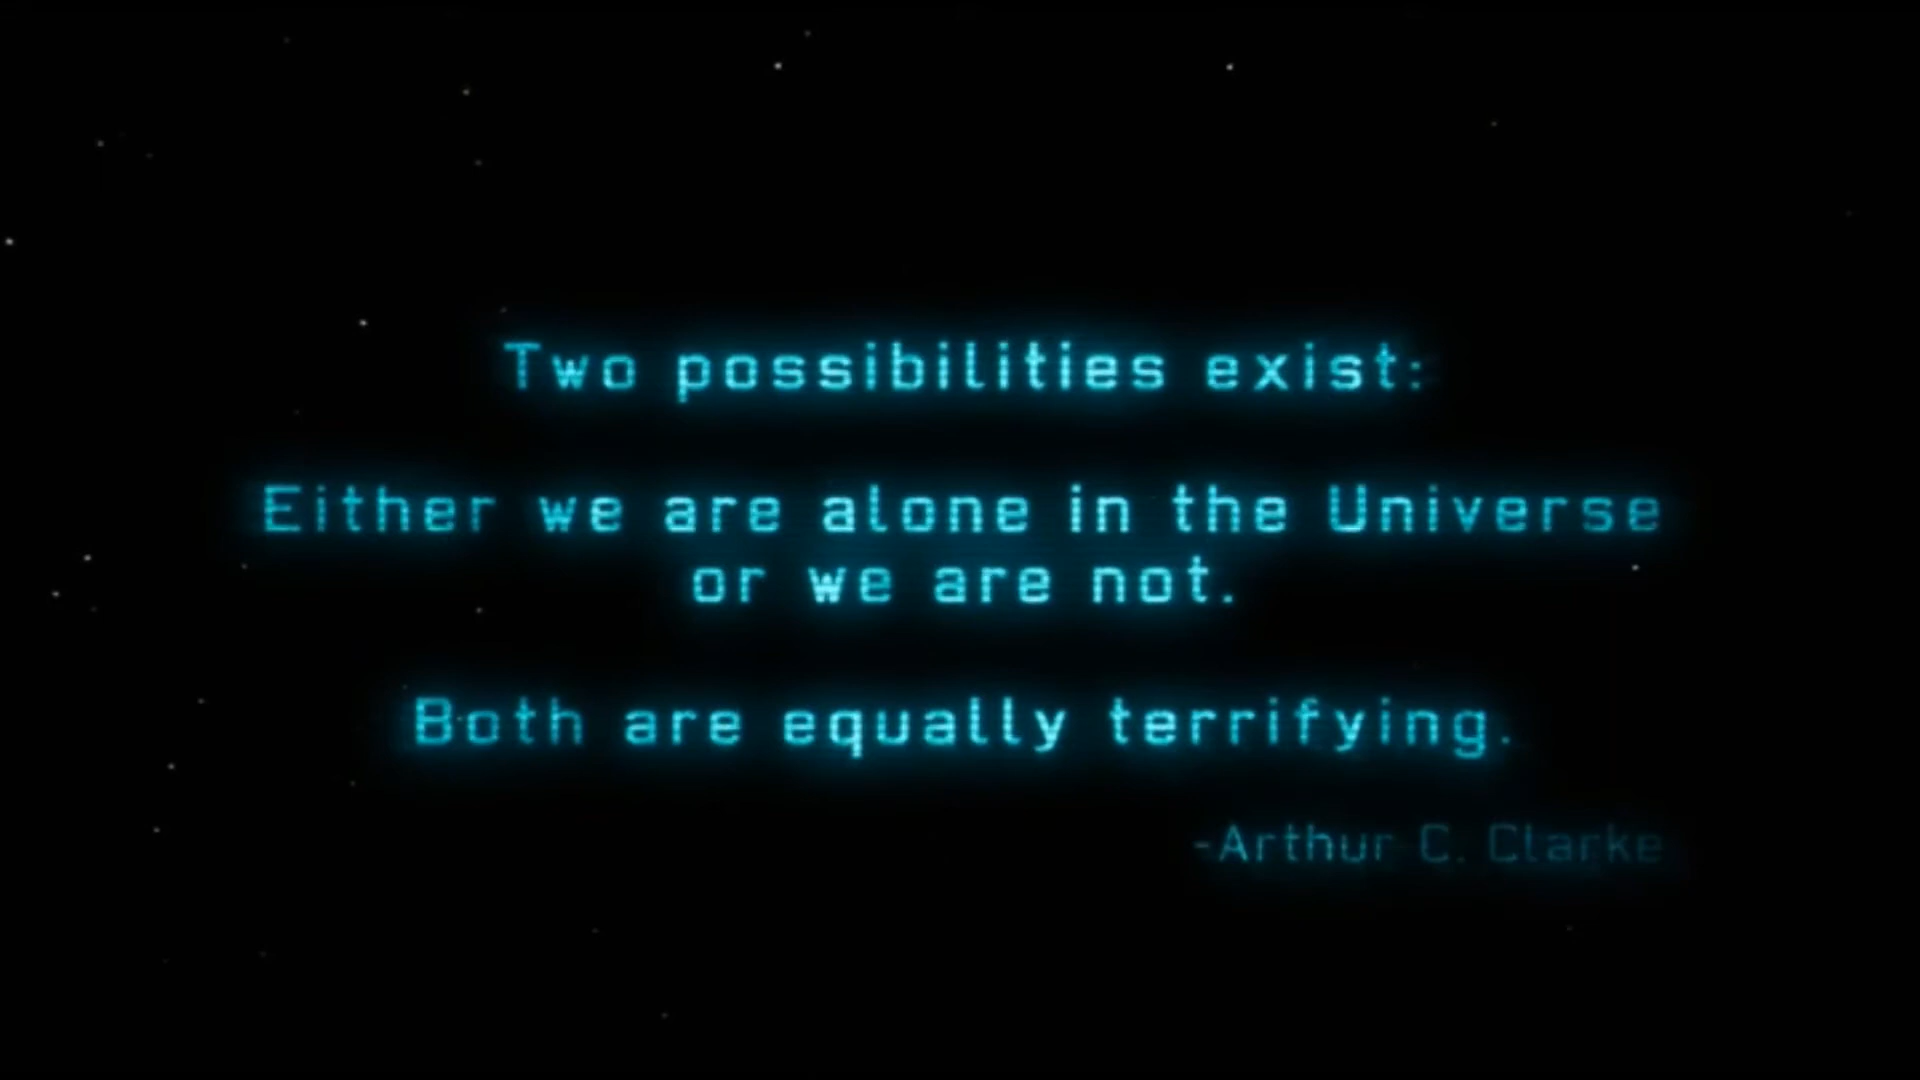 Two possibilities exist:
Either we are alone in the Universe
or we are not.
Both are equally terrifying.
-Arthur C. Clarke